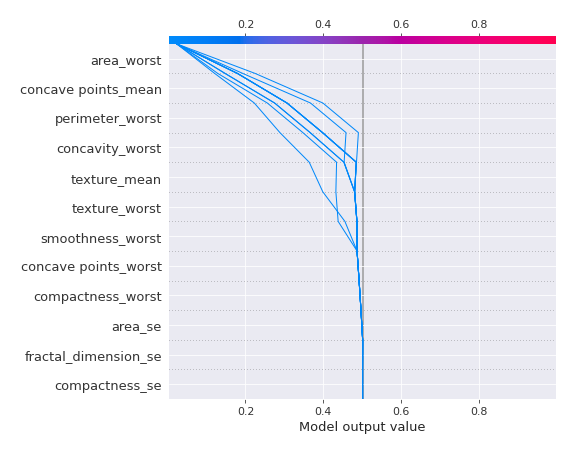 0.2 0.4 0.6 0.8
area_worst
concave points_mean
perimeter_worst
concavity_worst
texture_mean
texture_worst
smoothness_worst
concave points_worst
compactness_worst
area_se
fractal_dimension_se
compactness_se
0.2 0.4 0.6 0.8
Model output value